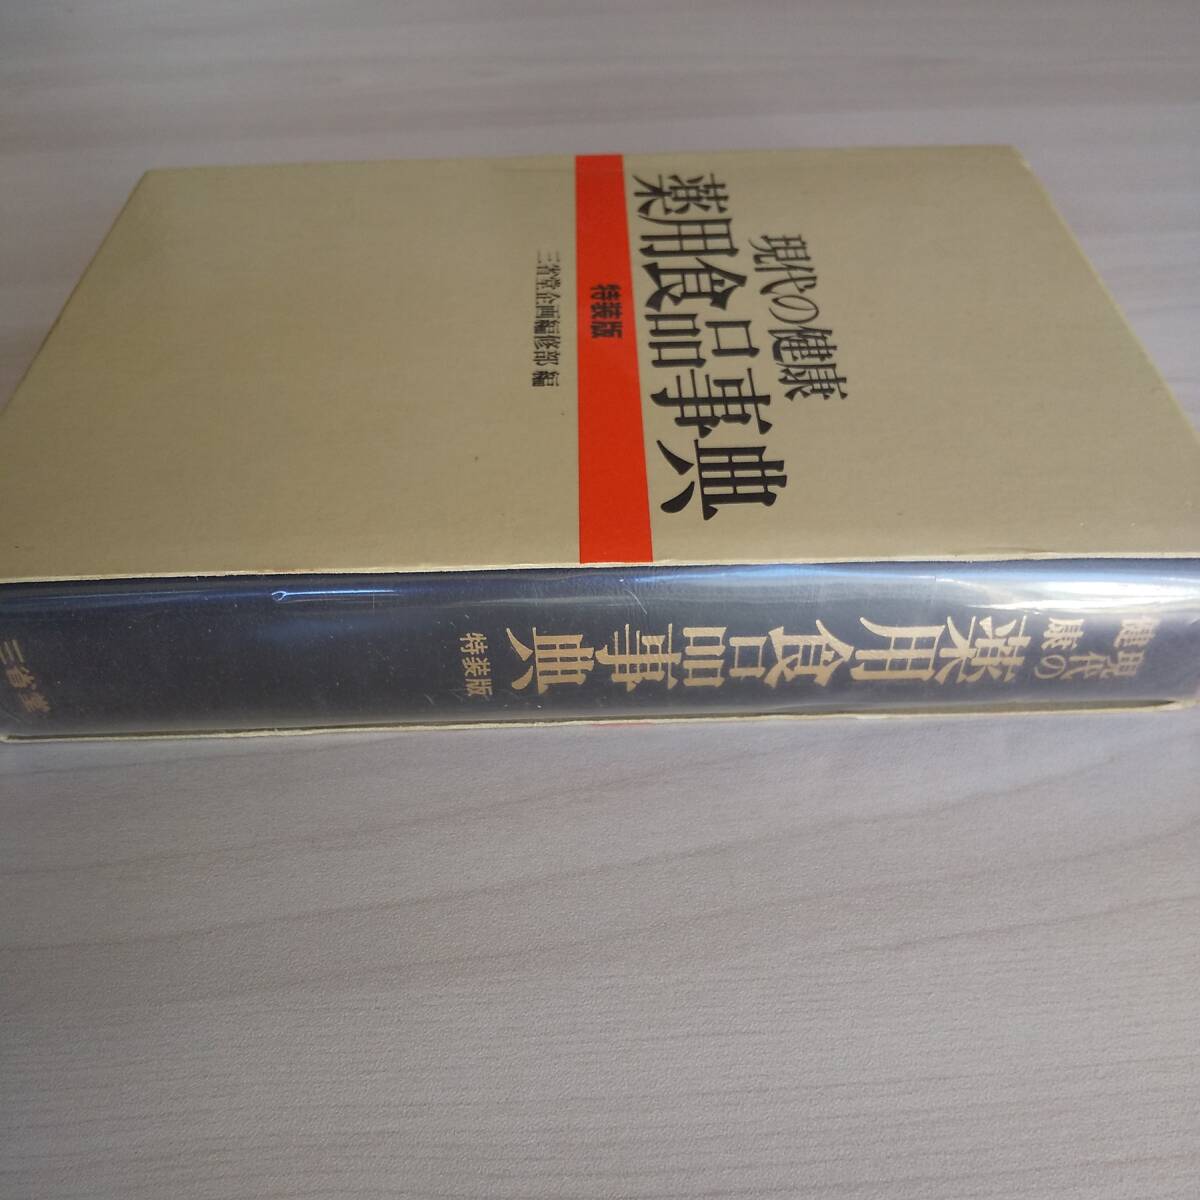 現代の健康
薬用食品事典
特装版
三省堂企画編修部 編
現代の
健康
薬用食品事典
特装版
三省堂